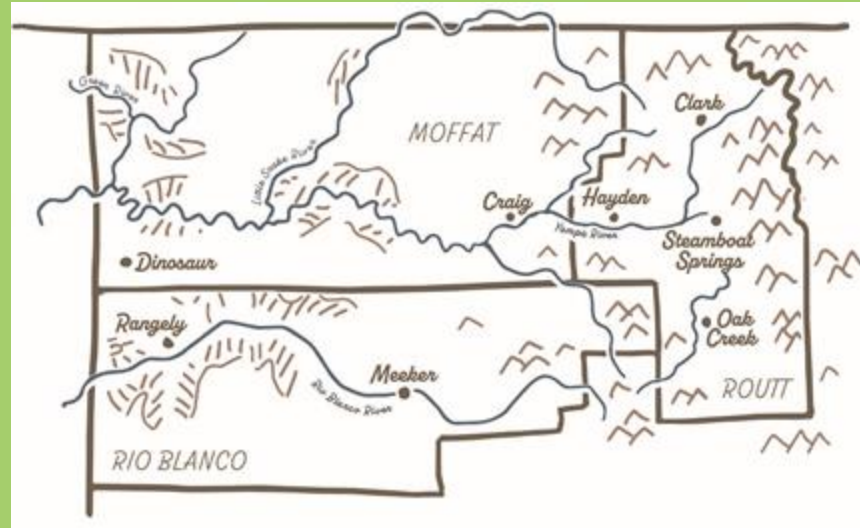 Green River
Clark
MOFFAT
Little Snake River
Craig
Hayden
Yampa River
Steamboat
Springs
Dinosaur
Rangely
Oak
Creek
Meeker
Rio Blanco River
ROUTT
RIO BLANCO